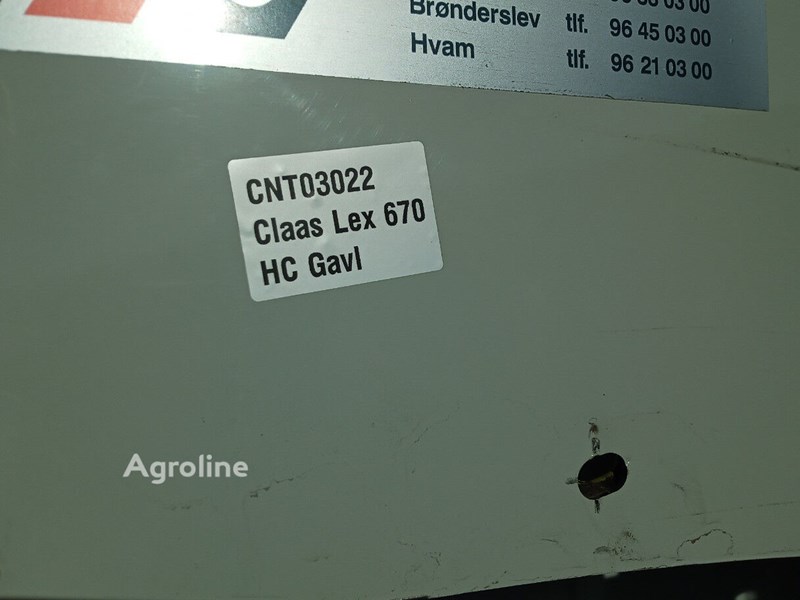 Brønderslev tlf. 96 45 03 00
Hvam tlf. 96 21 03 00
CNT03022
Claas Lex 670
HC Gavl
Agroline